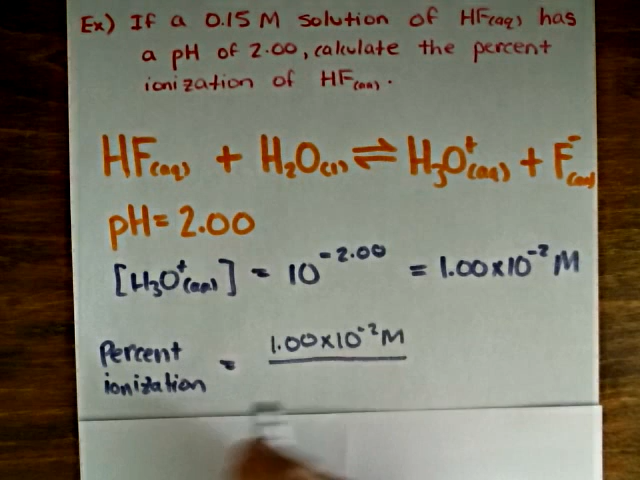 Ex) If a 0.15 M solution of HF(aq) has
a pH of 2.00, calculate the percent
ionization of HF(aq).
HF(aq) + H₂O(l) ⇌ H₃O⁺(aq) + F⁻(aq)
pH = 2.00
[H₃O⁺(aq)] = 10⁻²·⁰⁰ = 1.00×10⁻² M
Percent
ionization = 1.00×10⁻² M